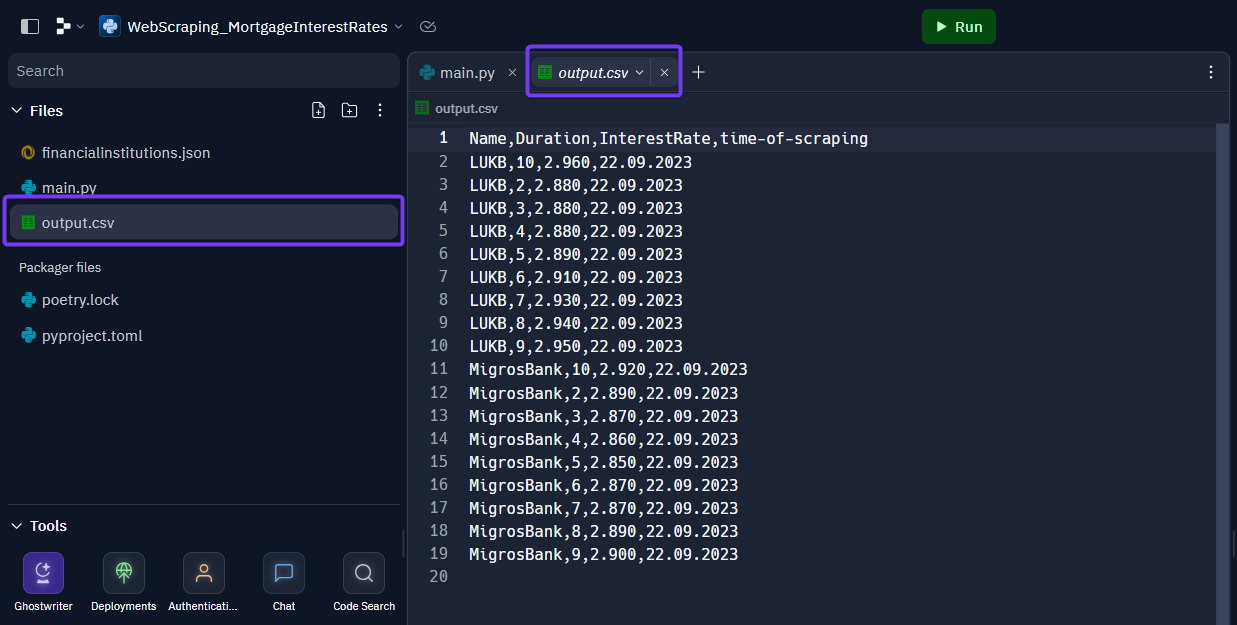 WebScraping_MortgageInterestRates
Run
Search
Files
financialinstitutions.json
main.py
output.csv
Packager files
poetry.lock
pyproject.toml
Tools
Ghostwriter
Deployments
Authenticati...
Chat
Code Search
main.py
output.csv
output.csv
1 Name,Duration,InterestRate,time-of-scraping
2 LUKB,10,2.960,22.09.2023
3 LUKB,2,2.880,22.09.2023
4 LUKB,3,2.880,22.09.2023
5 LUKB,4,2.880,22.09.2023
6 LUKB,5,2.890,22.09.2023
7 LUKB,6,2.910,22.09.2023
8 LUKB,7,2.930,22.09.2023
9 LUKB,8,2.940,22.09.2023
10 LUKB,9,2.950,22.09.2023
11 MigrosBank,10,2.920,22.09.2023
12 MigrosBank,2,2.890,22.09.2023
13 MigrosBank,3,2.870,22.09.2023
14 MigrosBank,4,2.860,22.09.2023
15 MigrosBank,5,2.850,22.09.2023
16 MigrosBank,6,2.870,22.09.2023
17 MigrosBank,7,2.870,22.09.2023
18 MigrosBank,8,2.890,22.09.2023
19 MigrosBank,9,2.900,22.09.2023
20